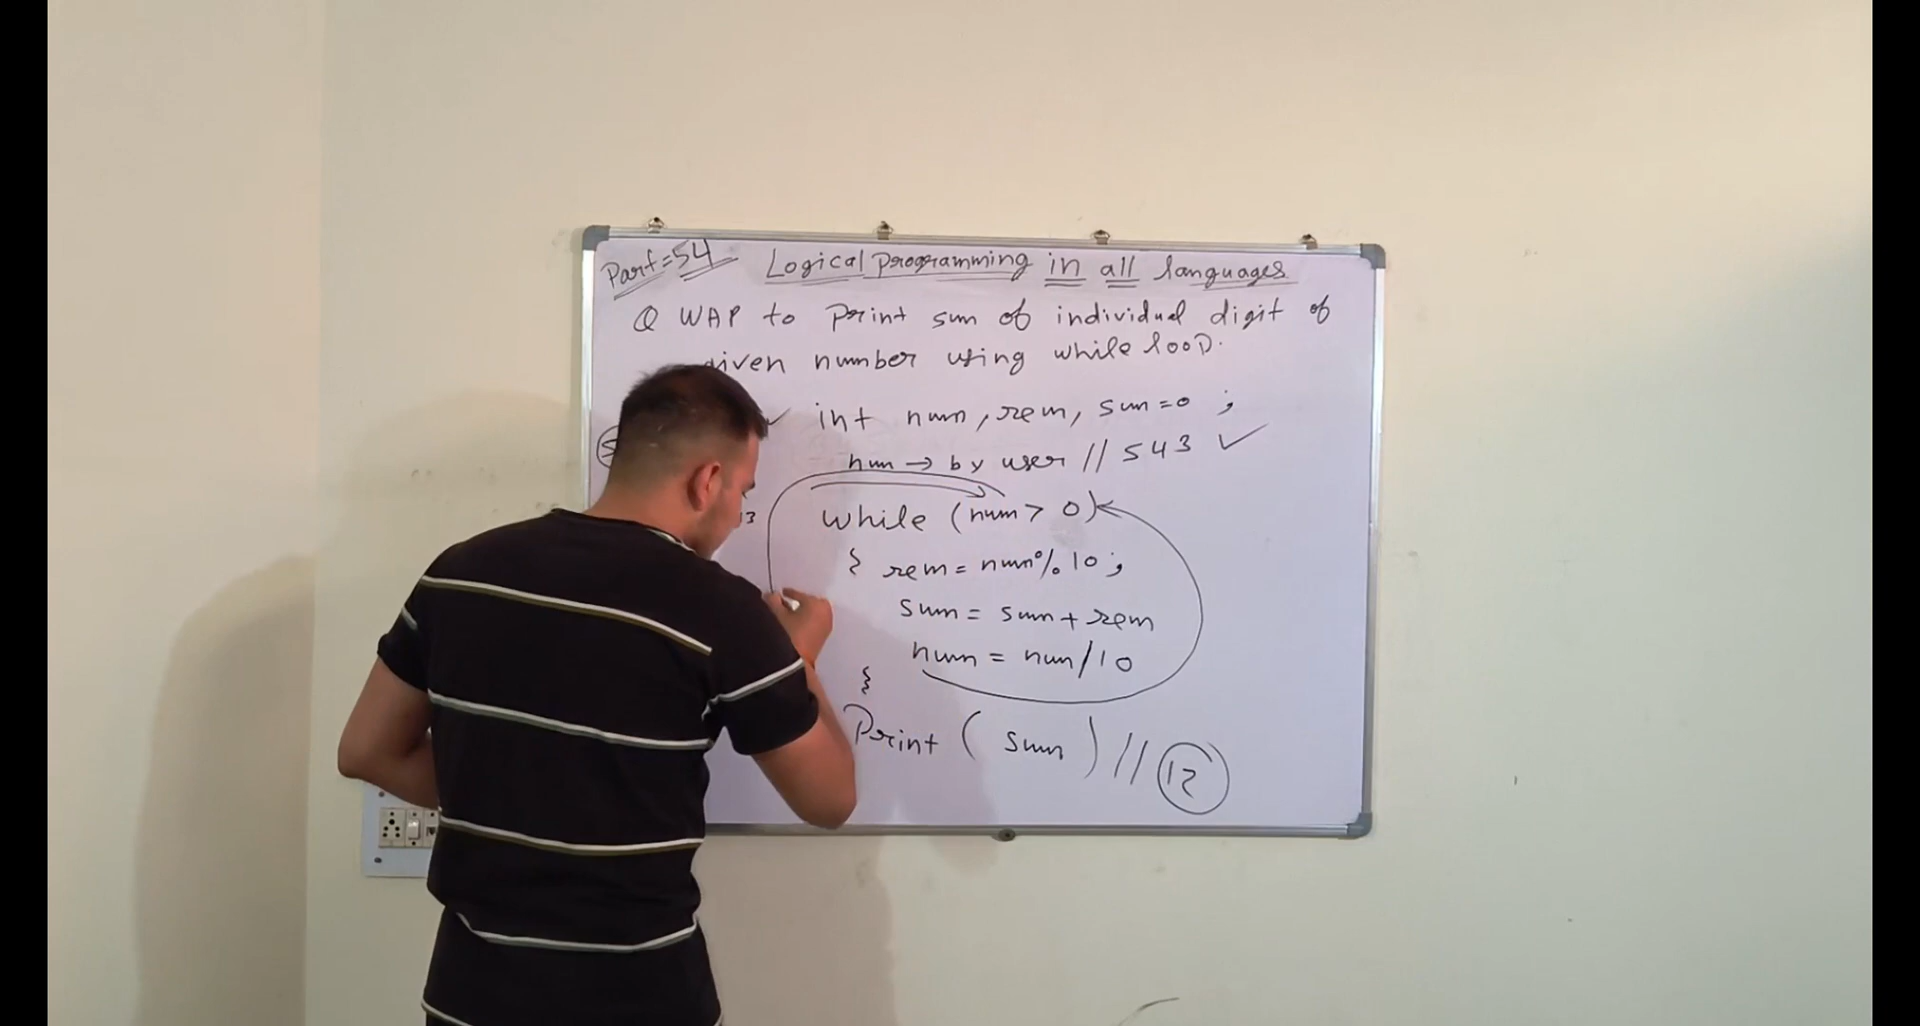 Part=54 Logical programming in all languages
Q WAP to print sum of individual digit of
given number using while loop.
✓ int num, rem, sum=0 ;
num → by user // 543 ✓
while (num> 0)
{ rem = num%10;
sum = sum + rem
num = num/10
}
Print ( sum ) // 12